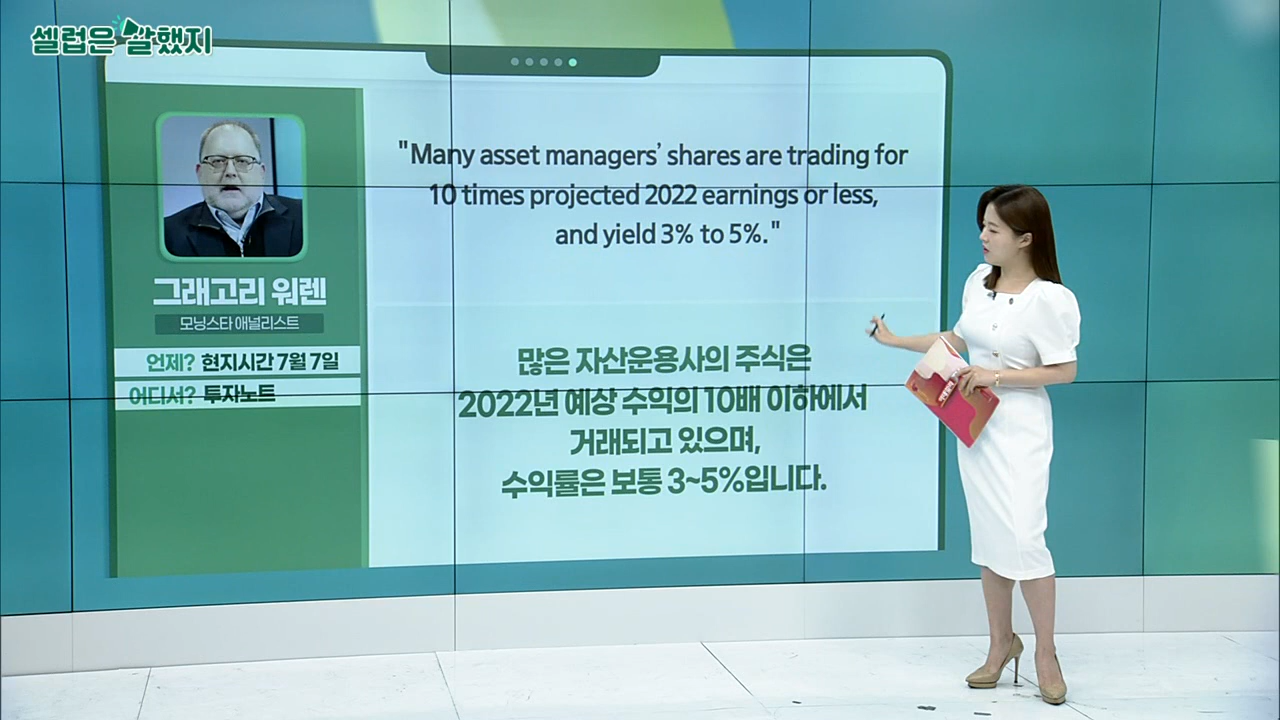 셀럽은 말했지
"Many asset managers' shares are trading for
10 times projected 2022 earnings or less,
and yield 3% to 5%."
그래고리 워렌
모닝스타 애널리스트
언제? 현지시간 7월 7일
어디서? 투자노트
많은 자산운용사의 주식은
2022년 예상 수익의 10배 이하에서
거래되고 있으며,
수익률은 보통 3~5%입니다.